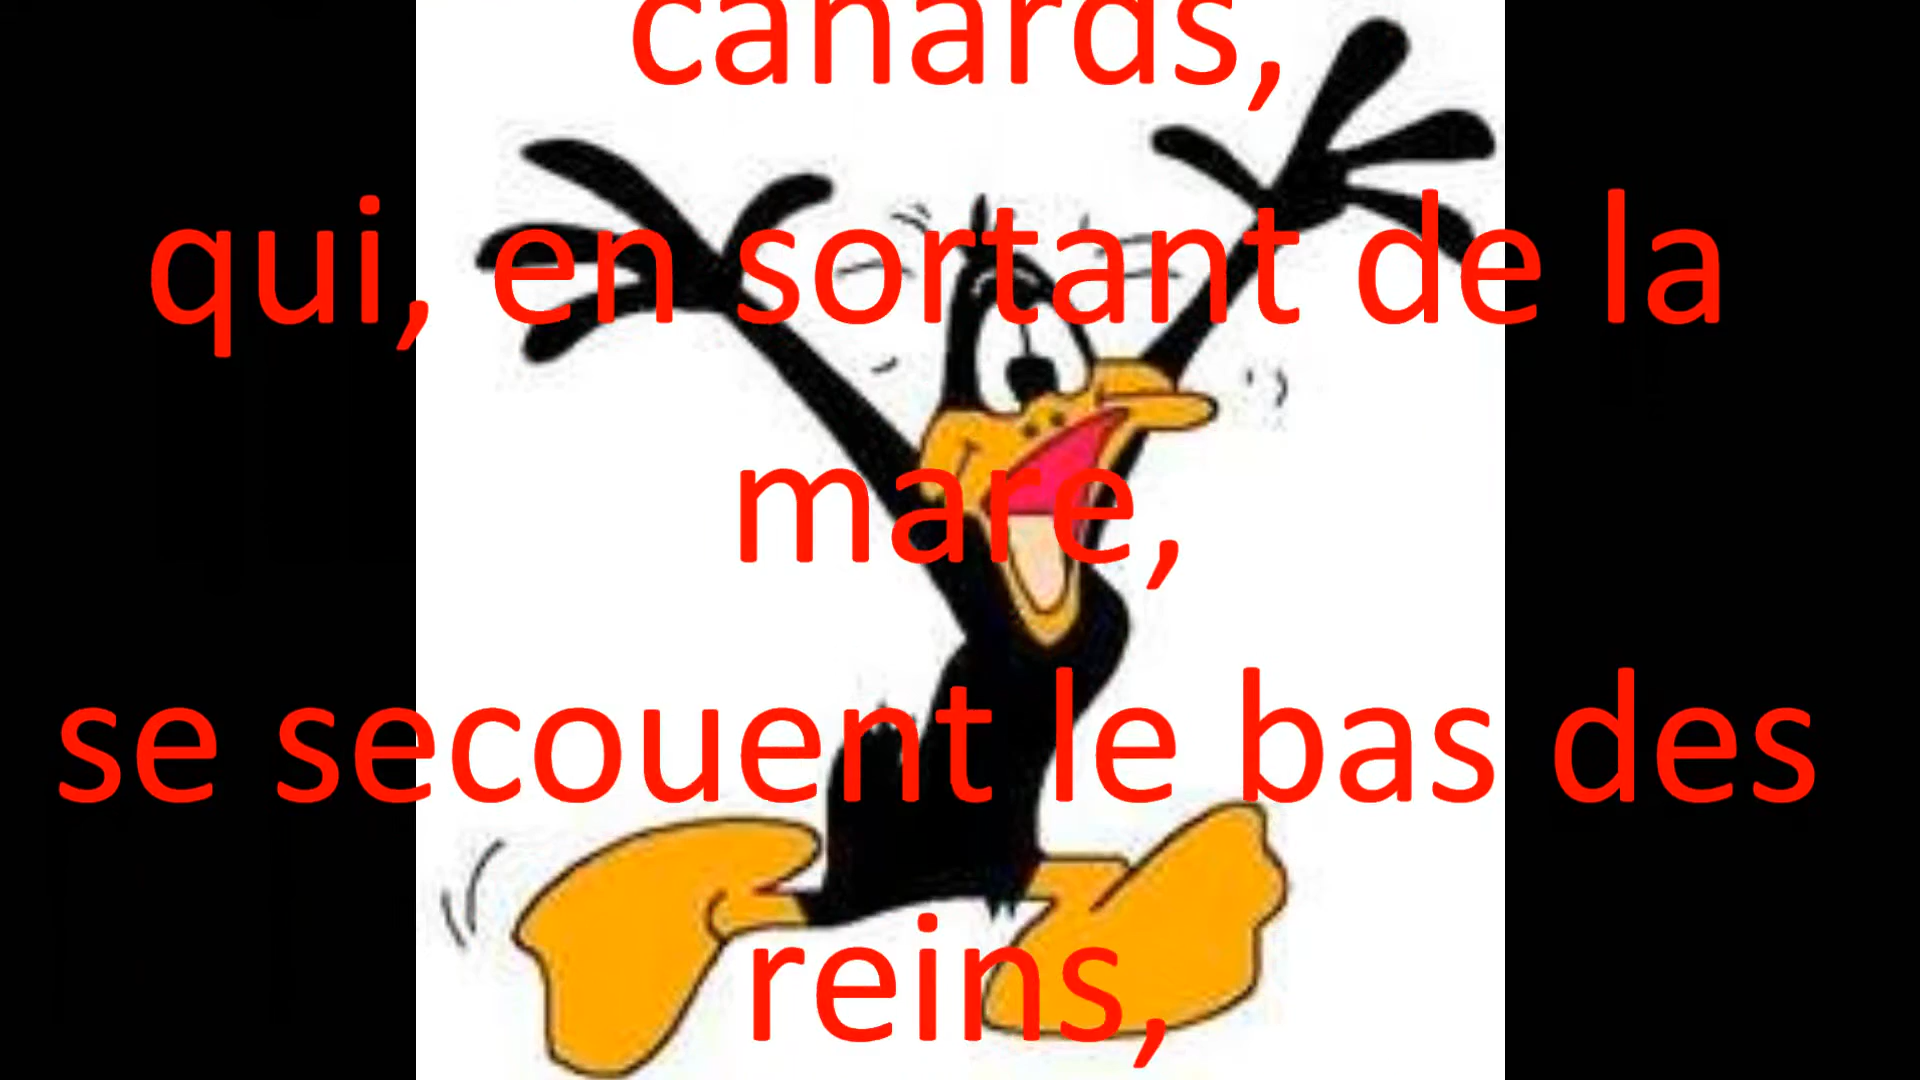 canards,
qui, en sortant de la
mare,
se secouent le bas des
reins,